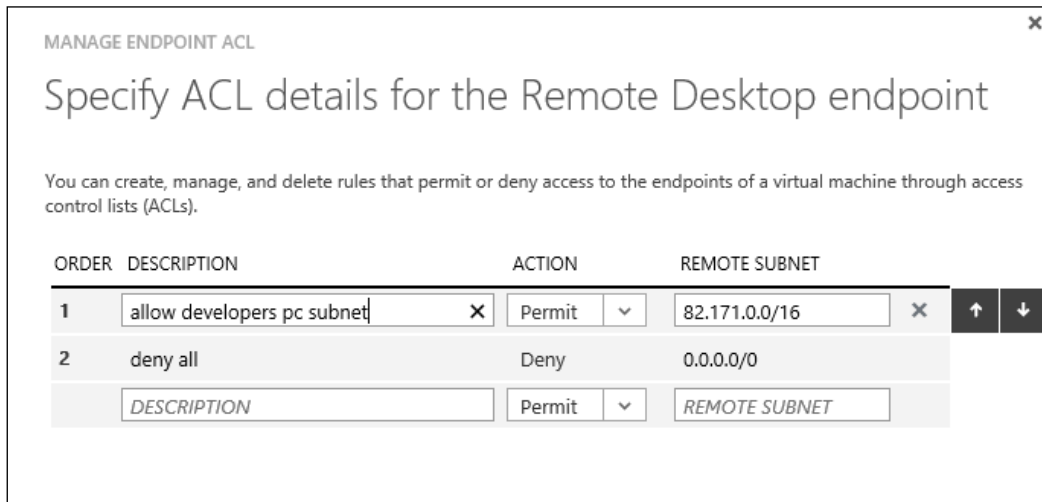 MANAGE ENDPOINT ACL
Specify ACL details for the Remote Desktop endpoint
You can create, manage, and delete rules that permit or deny access to the endpoints of a virtual machine through access
control lists (ACLs).
ORDER DESCRIPTION ACTION REMOTE SUBNET
1 allow developers pc subnet Permit 82.171.0.0/16
2 deny all Deny 0.0.0.0/0
DESCRIPTION Permit REMOTE SUBNET